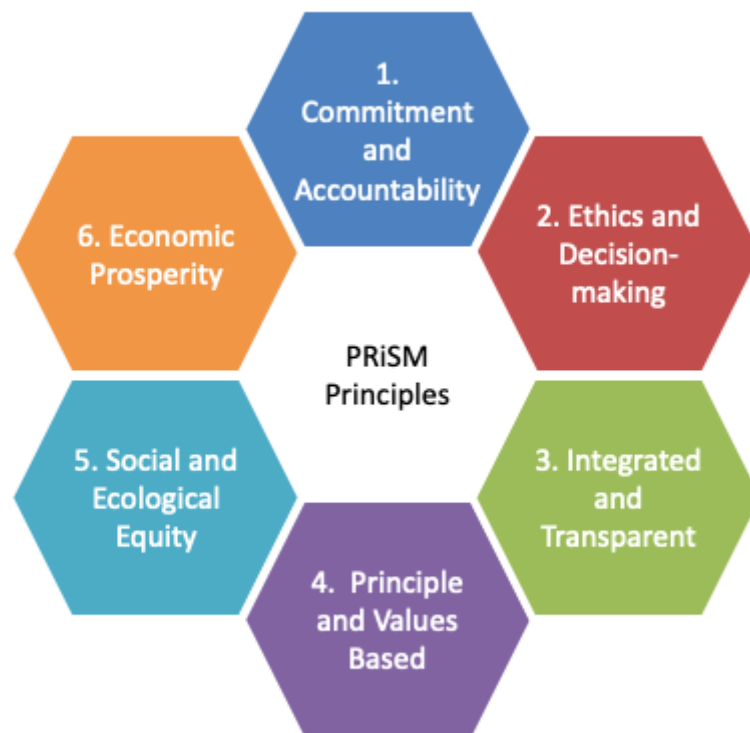 1.
Commitment
and
Accountability
2. Ethics and
Decision-
making
3. Integrated
and
Transparent
4.  Principle
and Values
Based
5. Social and
Ecological
Equity
6. Economic
Prosperity
PRiSM
Principles